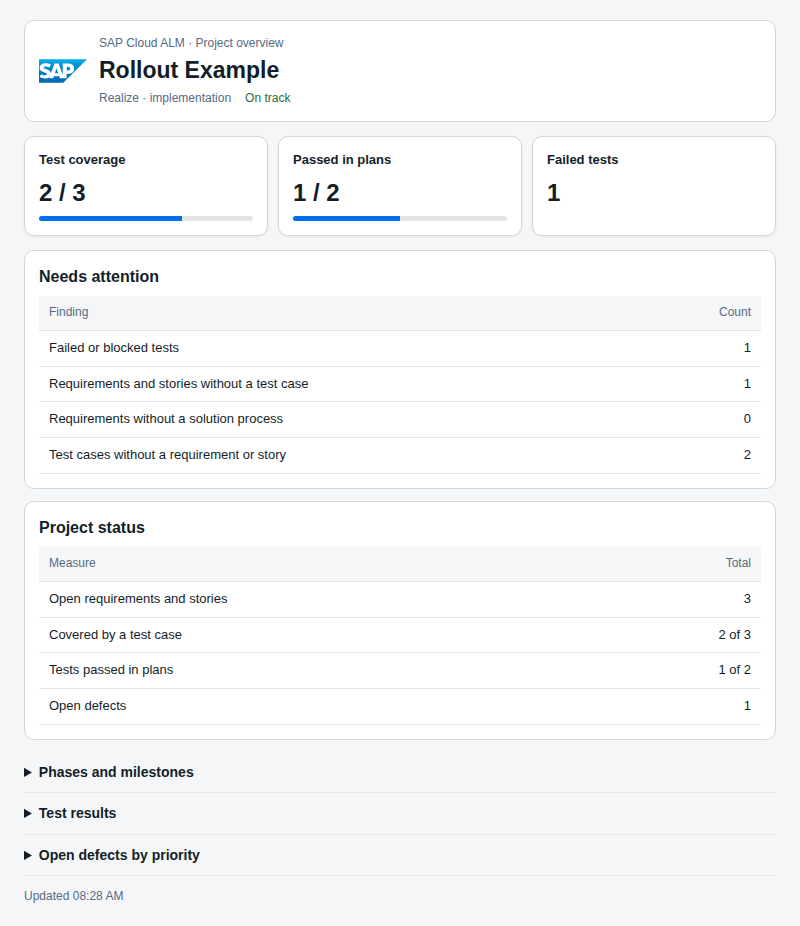 SAP
SAP Cloud ALM · Project overview
Rollout Example
Realize · implementation On track
Test coverage
2 / 3
Passed in plans
1 / 2
Failed tests
1
Needs attention
Finding Count
Failed or blocked tests 1
Requirements and stories without a test case 1
Requirements without a solution process 0
Test cases without a requirement or story 2
Project status
Measure Total
Open requirements and stories 3
Covered by a test case 2 of 3
Tests passed in plans 1 of 2
Open defects 1
Phases and milestones
Test results
Open defects by priority
Updated 08:28 AM